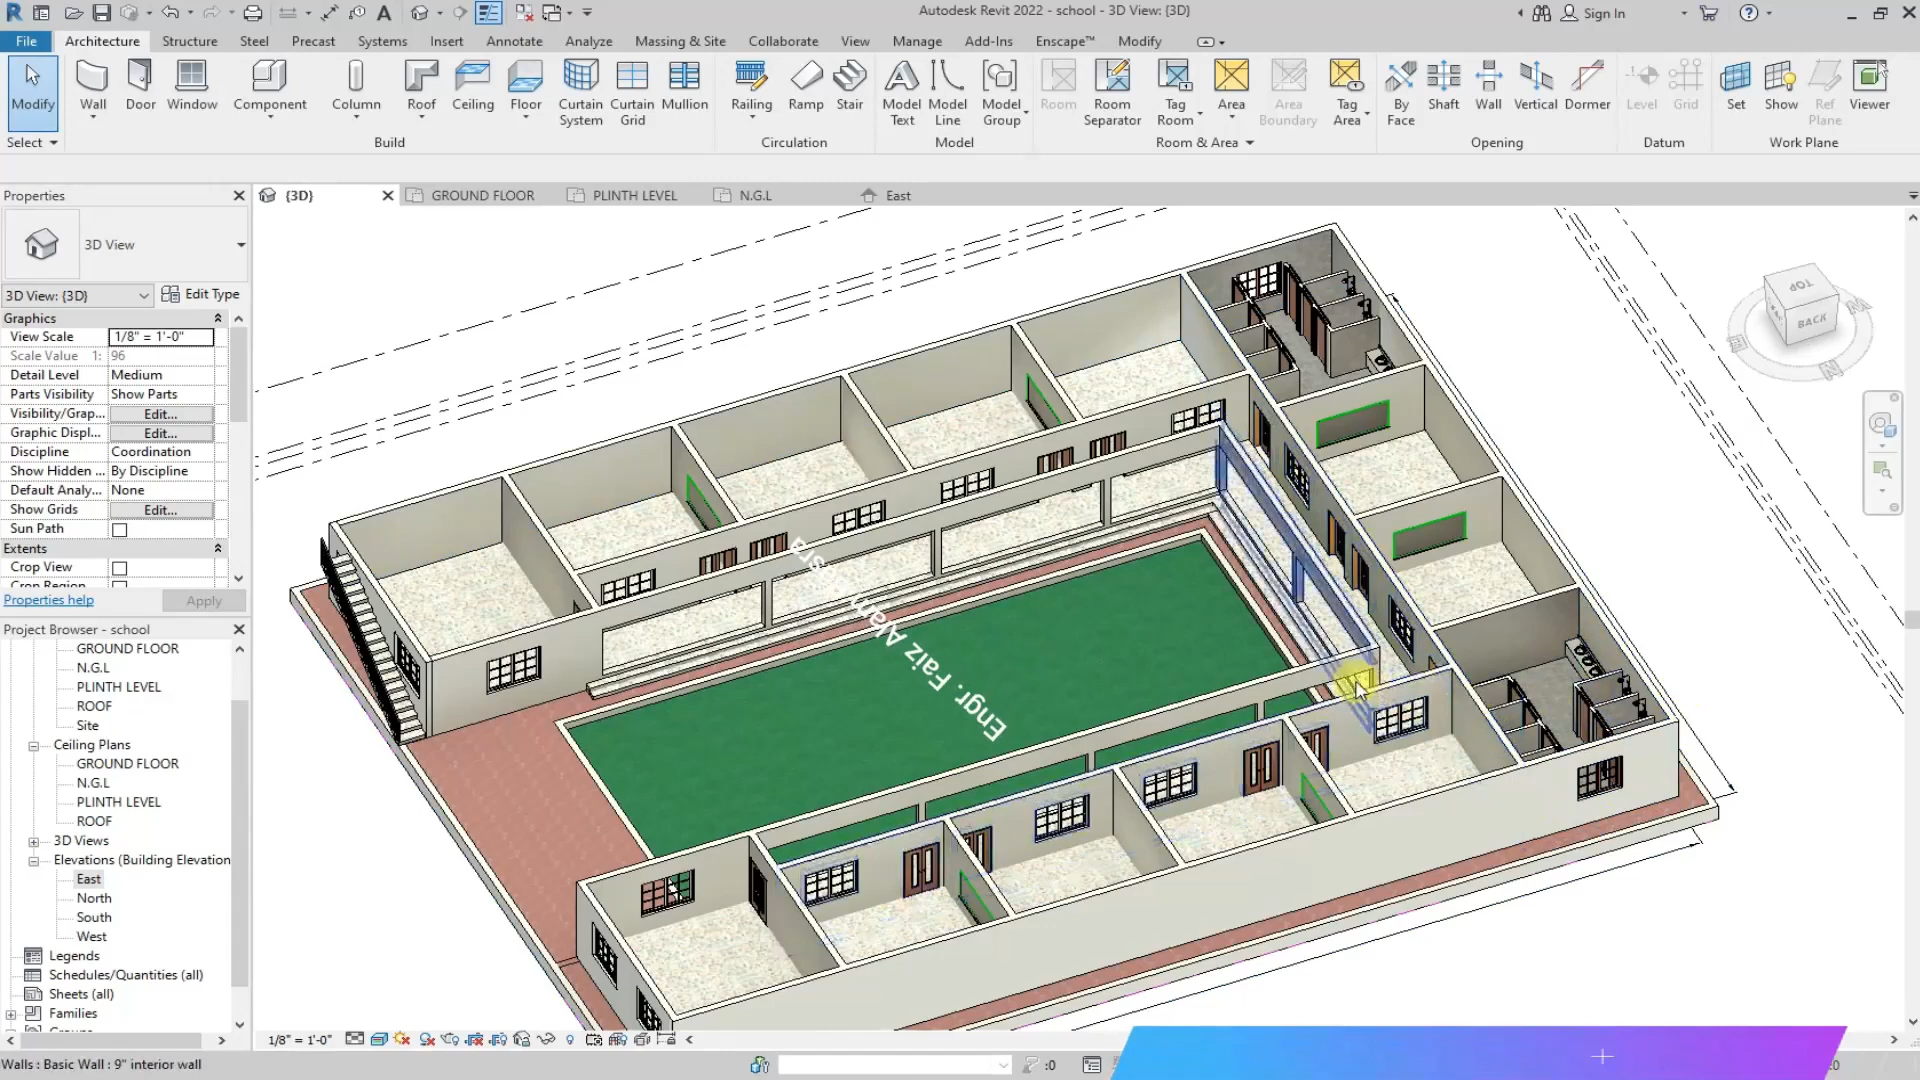 Autodesk Revit 2022 - school - 3D View: {3D}
Sign In
File Architecture Structure Steel Precast Systems Insert Annotate Analyze Massing & Site Collaborate View Manage Add-Ins Enscape™ Modify
Modify
Wall
Door
Window
Component
Column
Roof
Ceiling
Floor
Curtain System
Curtain Grid
Mullion
Railing
Ramp
Stair
Model Text
Model Line
Model Group
Room
Room Separator
Tag Room
Area
Area Boundary
Tag Area
By Face
Shaft
Wall
Vertical
Dormer
Level
Grid
Set
Show
Ref Plane
Viewer
Select Build Circulation Model Room & Area Opening Datum Work Plane
Properties
{3D} GROUND FLOOR PLINTH LEVEL N.G.L East
3D View
3D View: {3D} Edit Type
Graphics
View Scale 1/8" = 1'-0"
Scale Value 1: 96
Detail Level Medium
Parts Visibility Show Parts
Visibility/Grap... Edit...
Graphic Displ... Edit...
Discipline Coordination
Show Hidden ... By Discipline
Default Analy... None
Show Grids Edit...
Sun Path
Extents
Crop View
Properties help Apply
Project Browser - school
GROUND FLOOR
N.G.L
PLINTH LEVEL
ROOF
Site
Ceiling Plans
GROUND FLOOR
N.G.L
PLINTH LEVEL
ROOF
3D Views
Elevations (Building Elevation
East
North
South
West
Legends
Schedules/Quantities (all)
Sheets (all)
Families
TOP
BACK
Engr. Faiz Alam
1/8" = 1'-0"
Walls : Basic Wall : 9" interior wall
:0